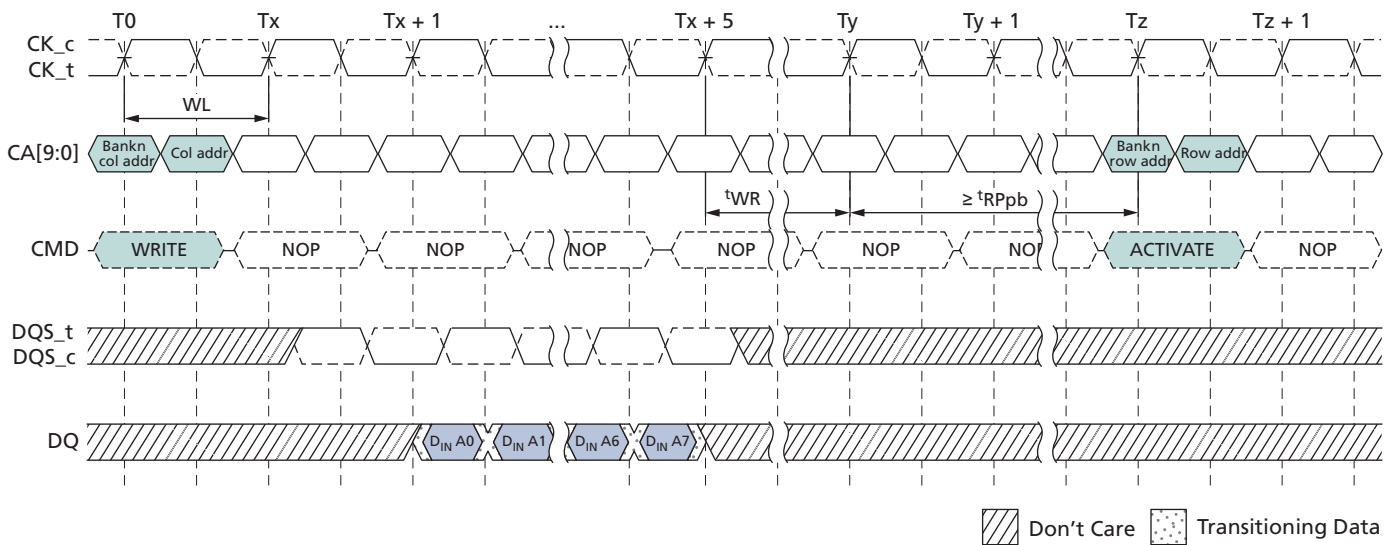 T0 Tx Tx + 1 ... Tx + 5 Ty Ty + 1 Tz Tz + 1
CK_c
CK_t
WL
CA[9:0] Bankn col addr Col addr Bankn row addr Row addr
tWR ≥ tRPpb
CMD WRITE NOP NOP NOP NOP NOP NOP ACTIVATE NOP
DQS_t
DQS_c
DQ DIN A0 DIN A1 DIN A6 DIN A7
Don't Care Transitioning Data